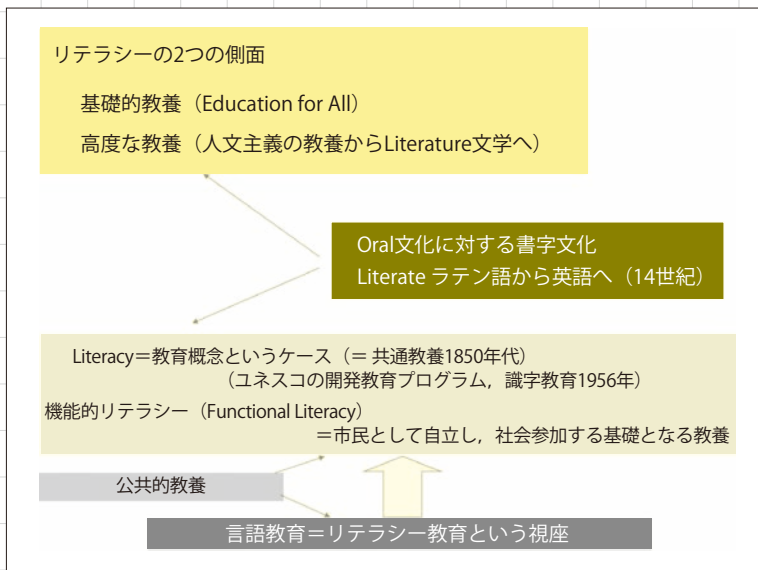 リテラシーの2つの側面
基礎的教養（Education for All）
高度な教養（人文主義の教養からLiterature文学へ）
Oral文化に対する書字文化
Literate ラテン語から英語へ（14世紀）
Literacy＝教育概念というケース（＝共通教養1850年代）
（ユネスコの開発教育プログラム，識字教育1956年）
機能的リテラシー（Functional Literacy）
＝市民として自立し，社会参加する基礎となる教養
公共的教養
言語教育＝リテラシー教育という視座